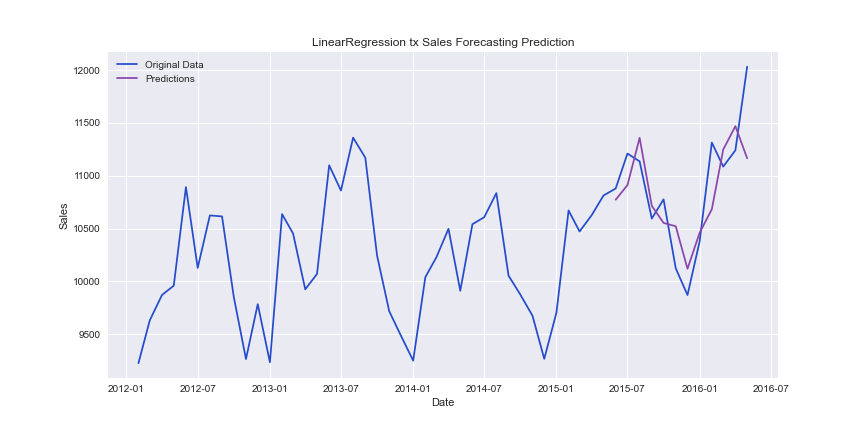 LinearRegression tx Sales Forecasting Prediction
Original Data
Predictions
12000
11500
11000
10500
10000
9500
Sales
2012-01 2012-07 2013-01 2013-07 2014-01 2014-07 2015-01 2015-07 2016-01 2016-07
Date